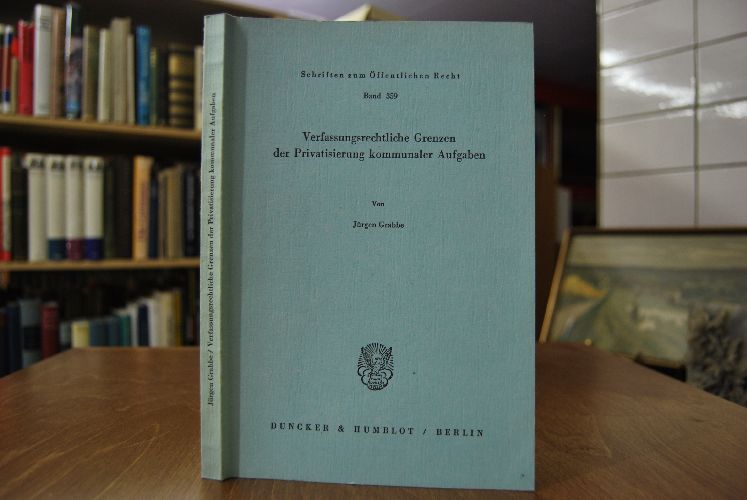 Schriften zum Öffentlichen Recht
Band 359
Verfassungsrechtliche Grenzen
der Privatisierung kommunaler Aufgaben
Von
Jürgen Grabbe
DUNCKER & HUMBLOT / BERLIN
Jürgen Grabbe / Verfassungsrechtliche Grenzen der Privatisierung kommunaler Aufgaben